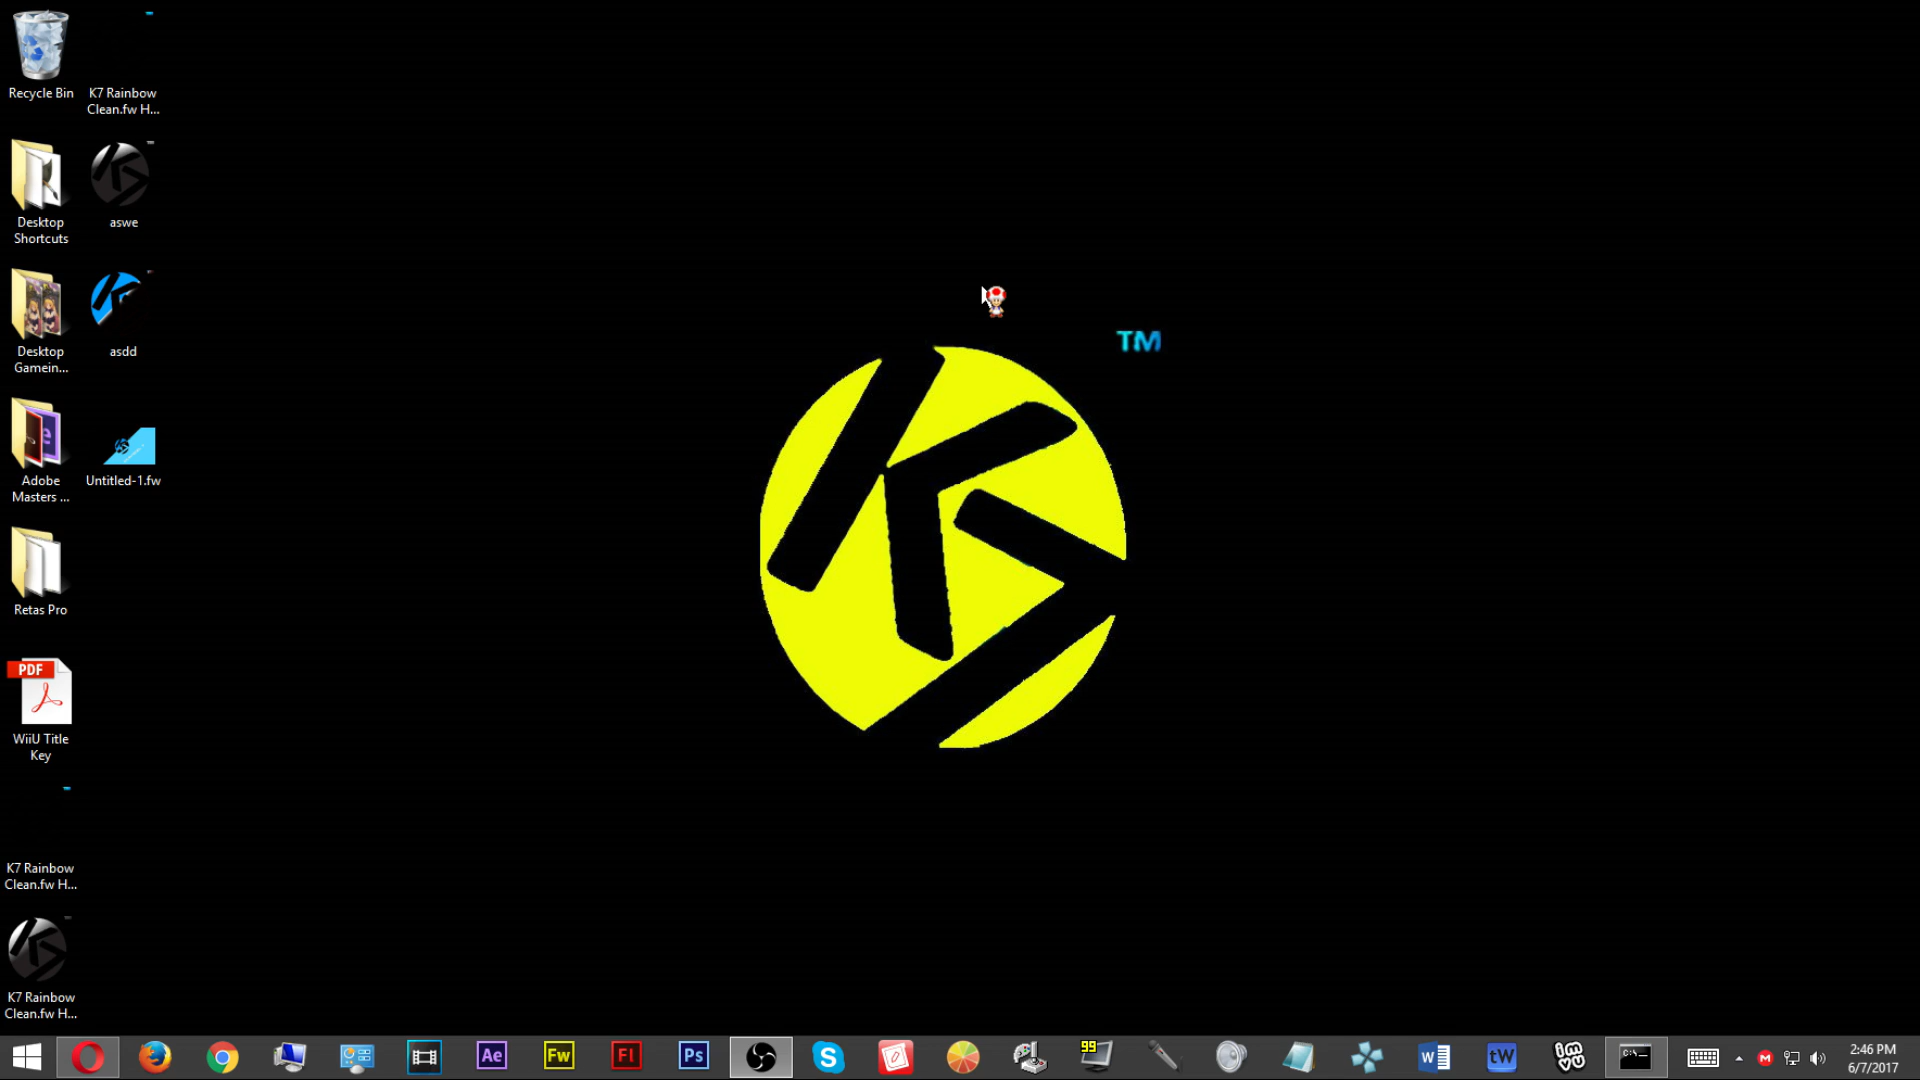 Recycle Bin
K7 Rainbow
Clean.fw H...
Desktop
Shortcuts
aswe
Desktop
Gamein...
asdd
Adobe
Masters ...
Untitled-1.fw
Retas Pro
PDF
WiiU Title
Key
K7 Rainbow
Clean.fw H...
K7 Rainbow
Clean.fw H...
TM
Ae
Fw
Fl
Ps
S
99
W
tW
IMVU
C:\_
M
2:46 PM
6/7/2017